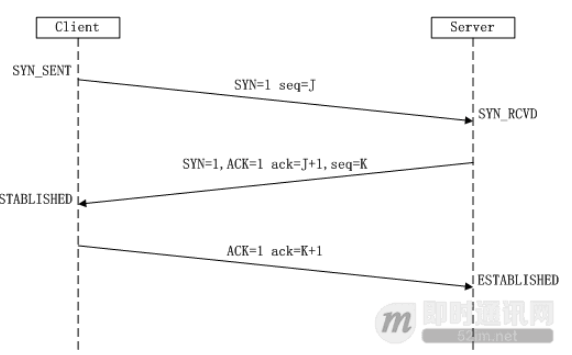 Client
Server
SYN_SENT
SYN=1 seq=J
SYN_RCVD
SYN=1,ACK=1 ack=J+1,seq=K
STABLISHED
ACK=1 ack=K+1
ESTABLISHED
m 即时通讯网
52im.net